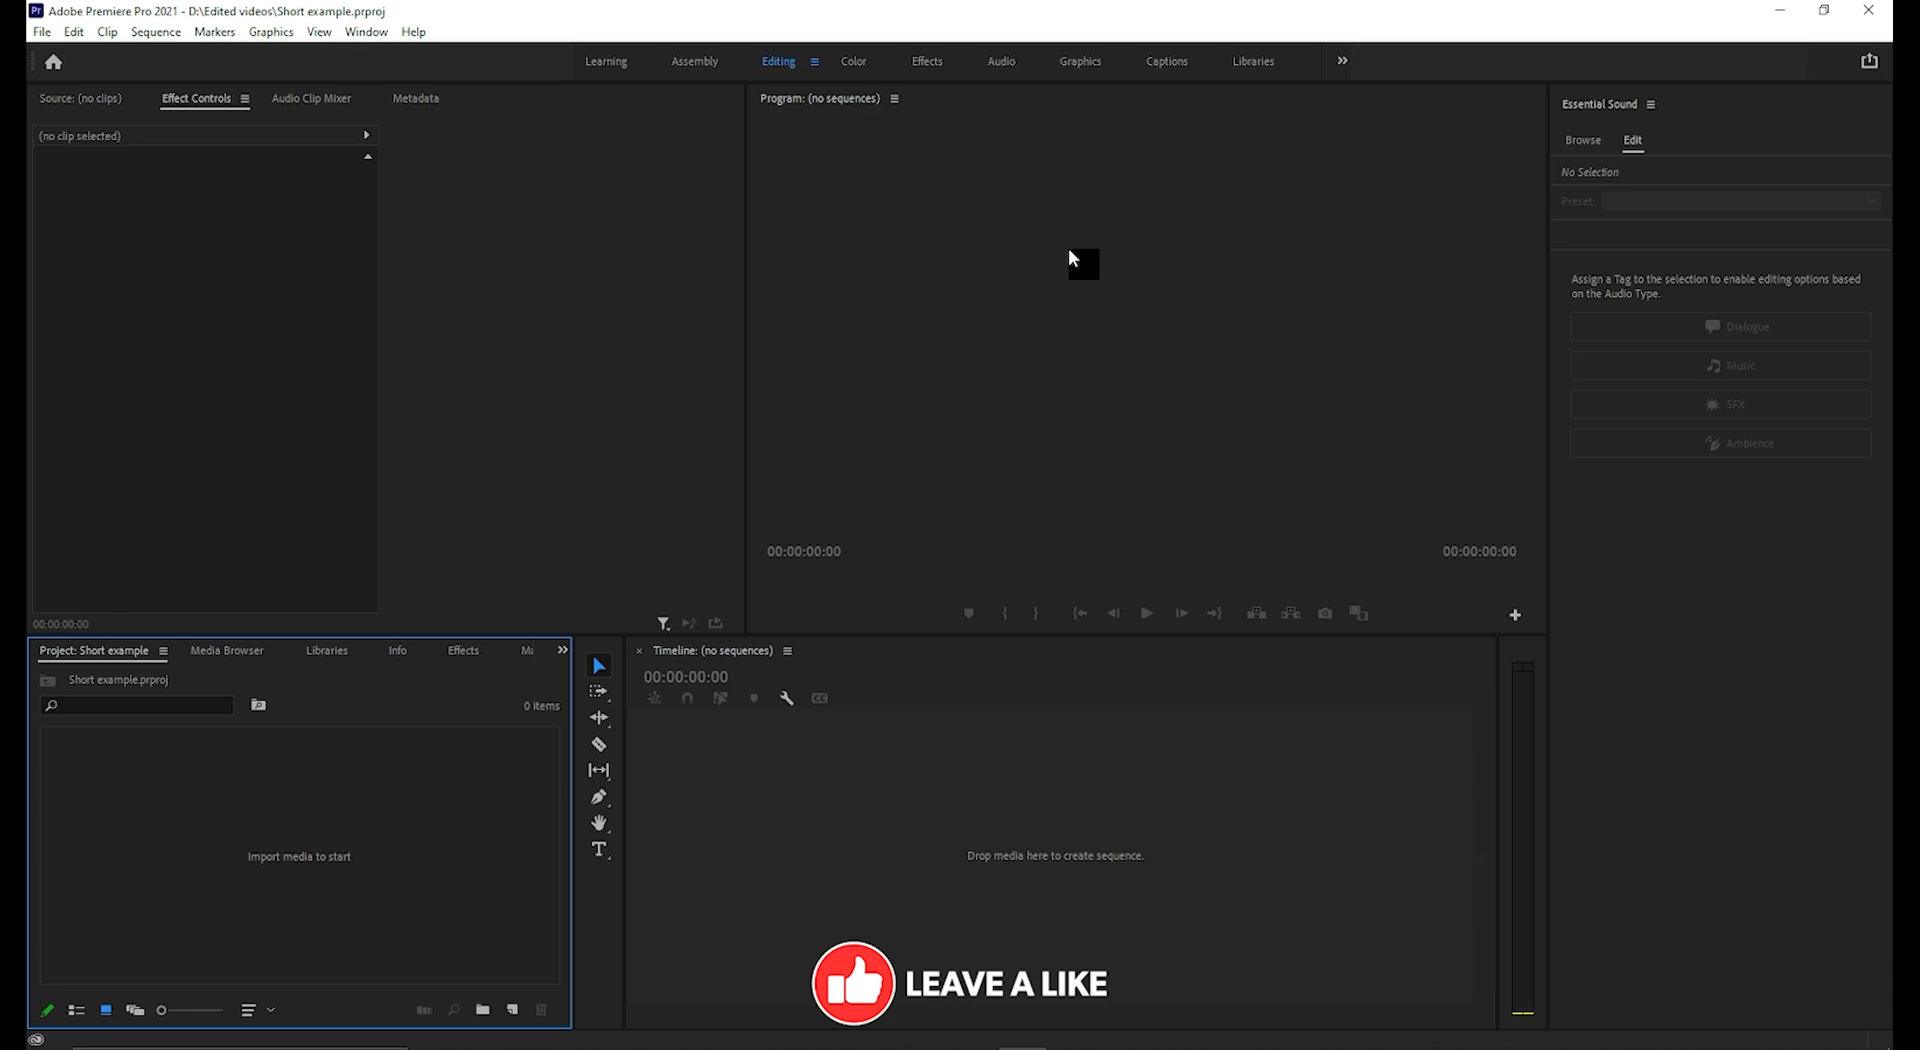 Adobe Premiere Pro 2021 - D:\Edited videos\Short example.prproj
File Edit Clip Sequence Markers Graphics View Window Help
Learning Assembly Editing Color Effects Audio Graphics Captions Libraries
Source: (no clips) Effect Controls Audio Clip Mixer Metadata
(no clip selected)
00:00:00:00
Program: (no sequences)
00:00:00:00 00:00:00:00
Essential Sound
Browse Edit
No Selection
Preset:
Assign a Tag to the selection to enable editing options based
on the Audio Type.
Dialogue
Music
SFX
Ambience
Project: Short example Media Browser Libraries Info Effects
Short example.prproj
0 items
Import media to start
Timeline: (no sequences)
00:00:00:00
Drop media here to create sequence.
LEAVE A LIKE